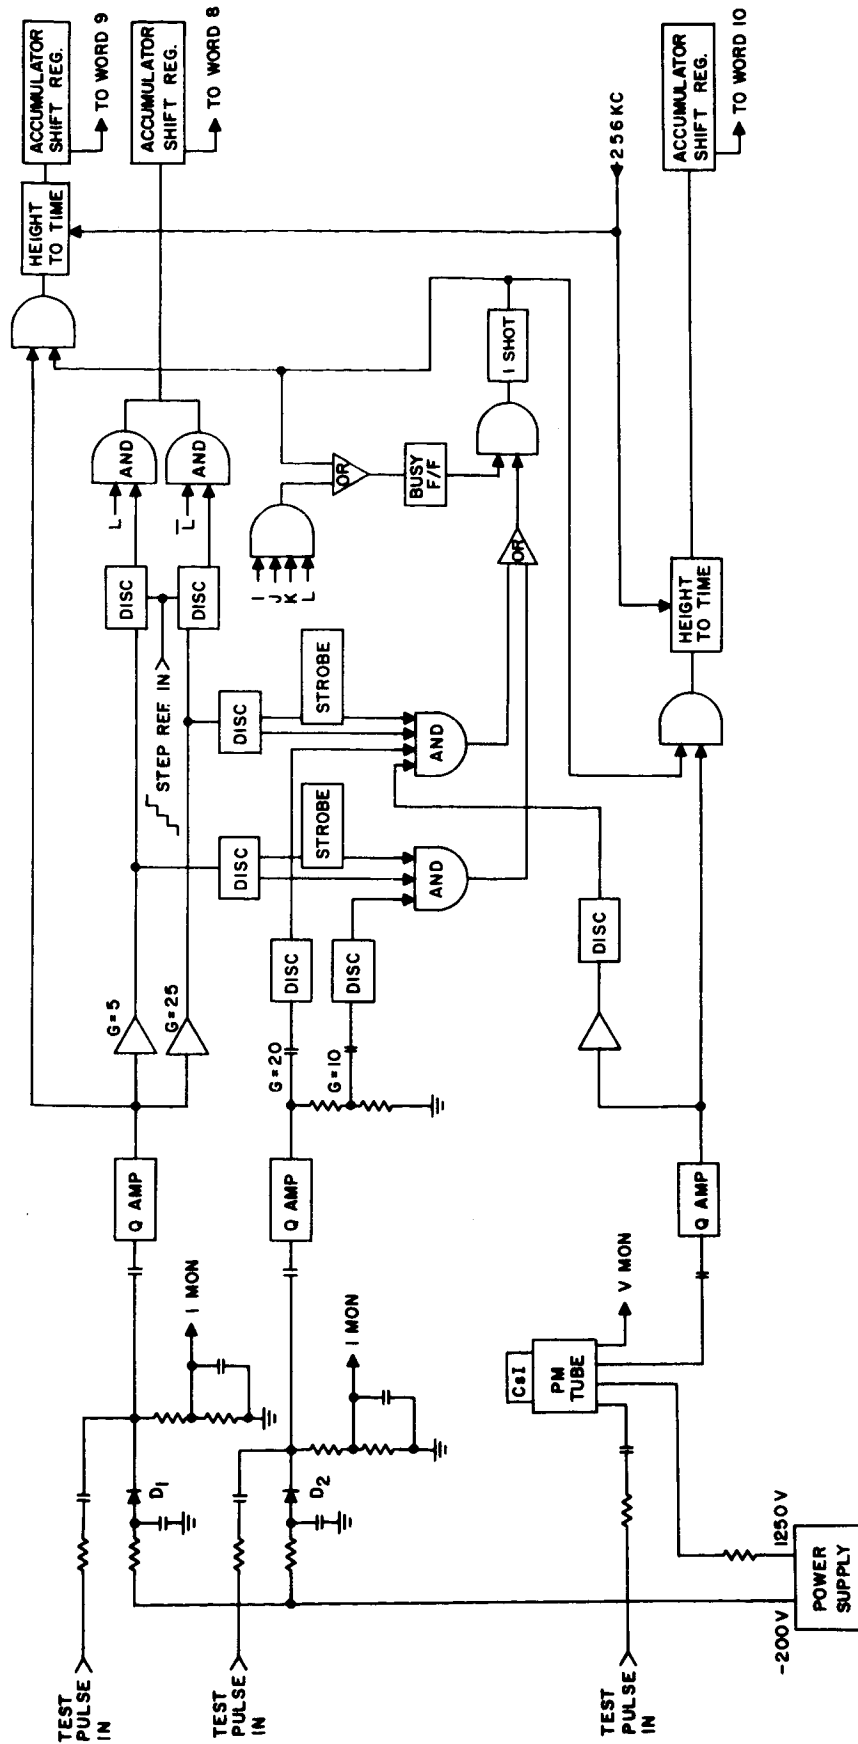 TEST
PULSE
IN
TEST
PULSE
IN
TEST
PULSE
IN
D1
D2
I MON
I MON
Q AMP
Q AMP
G=5
G=25
G=20
G=10
DISC
DISC
STEP REF. IN
L
L̅
AND
AND
HEIGHT
TO TIME
ACCUMULATOR
SHIFT REG.
TO WORD 9
ACCUMULATOR
SHIFT REG.
TO WORD 8
DISC
STROBE
DISC
STROBE
DISC
DISC
AND
AND
I
J
K
L
OR
BUSY
F/F
OR
1 SHOT
256KC
CsI
PM
TUBE
V MON
Q AMP
DISC
HEIGHT
TO TIME
ACCUMULATOR
SHIFT REG.
TO WORD 10
-200V
1250V
POWER
SUPPLY